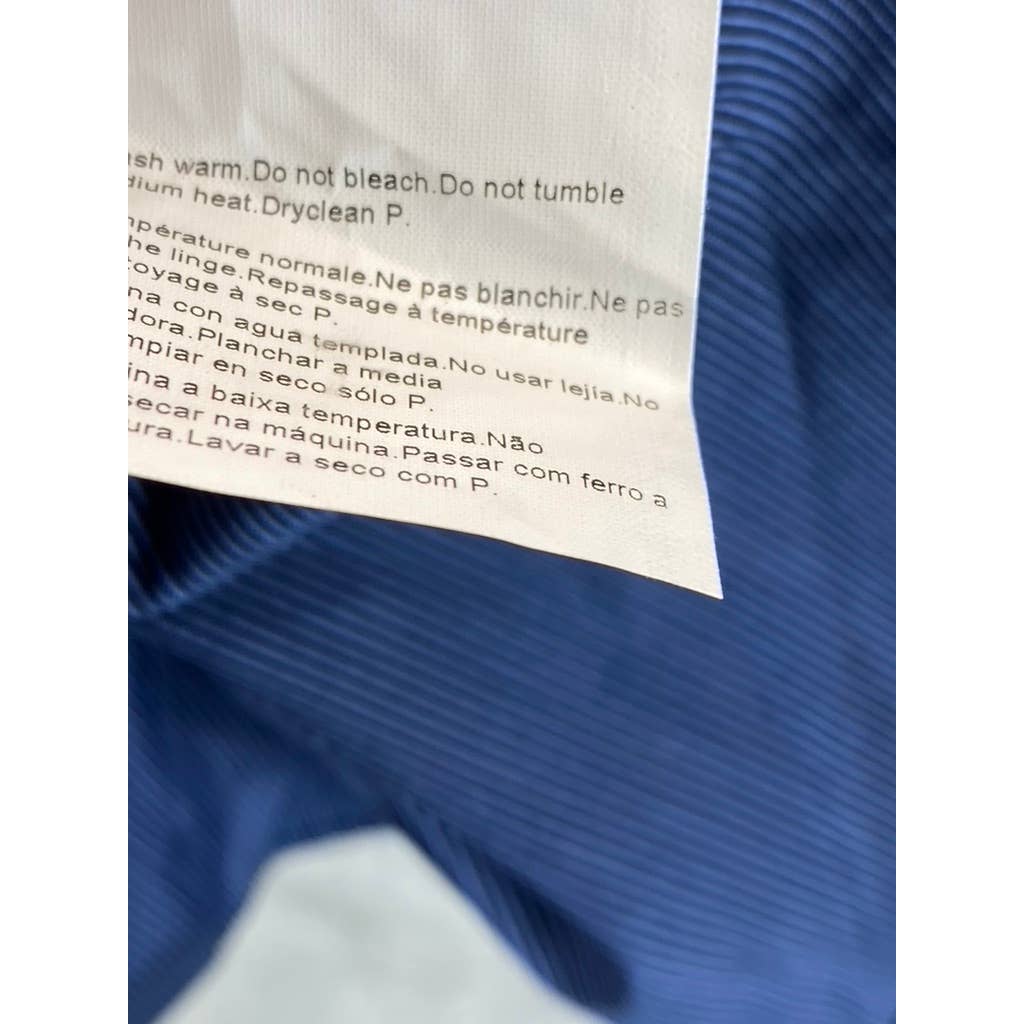 ash warm.Do not bleach.Do not tumble
dium heat.Dryclean P.
pérature normale.Ne pas blanchir.Ne pas
he linge.Repassage à température
oyage à sec P.
na con agua templada.No usar lejía.No
dora.Planchar a media
mpiar en seco sólo P.
ina a baixa temperatura.Não
secar na máquina.Passar com ferro a
ura.Lavar a seco com P.